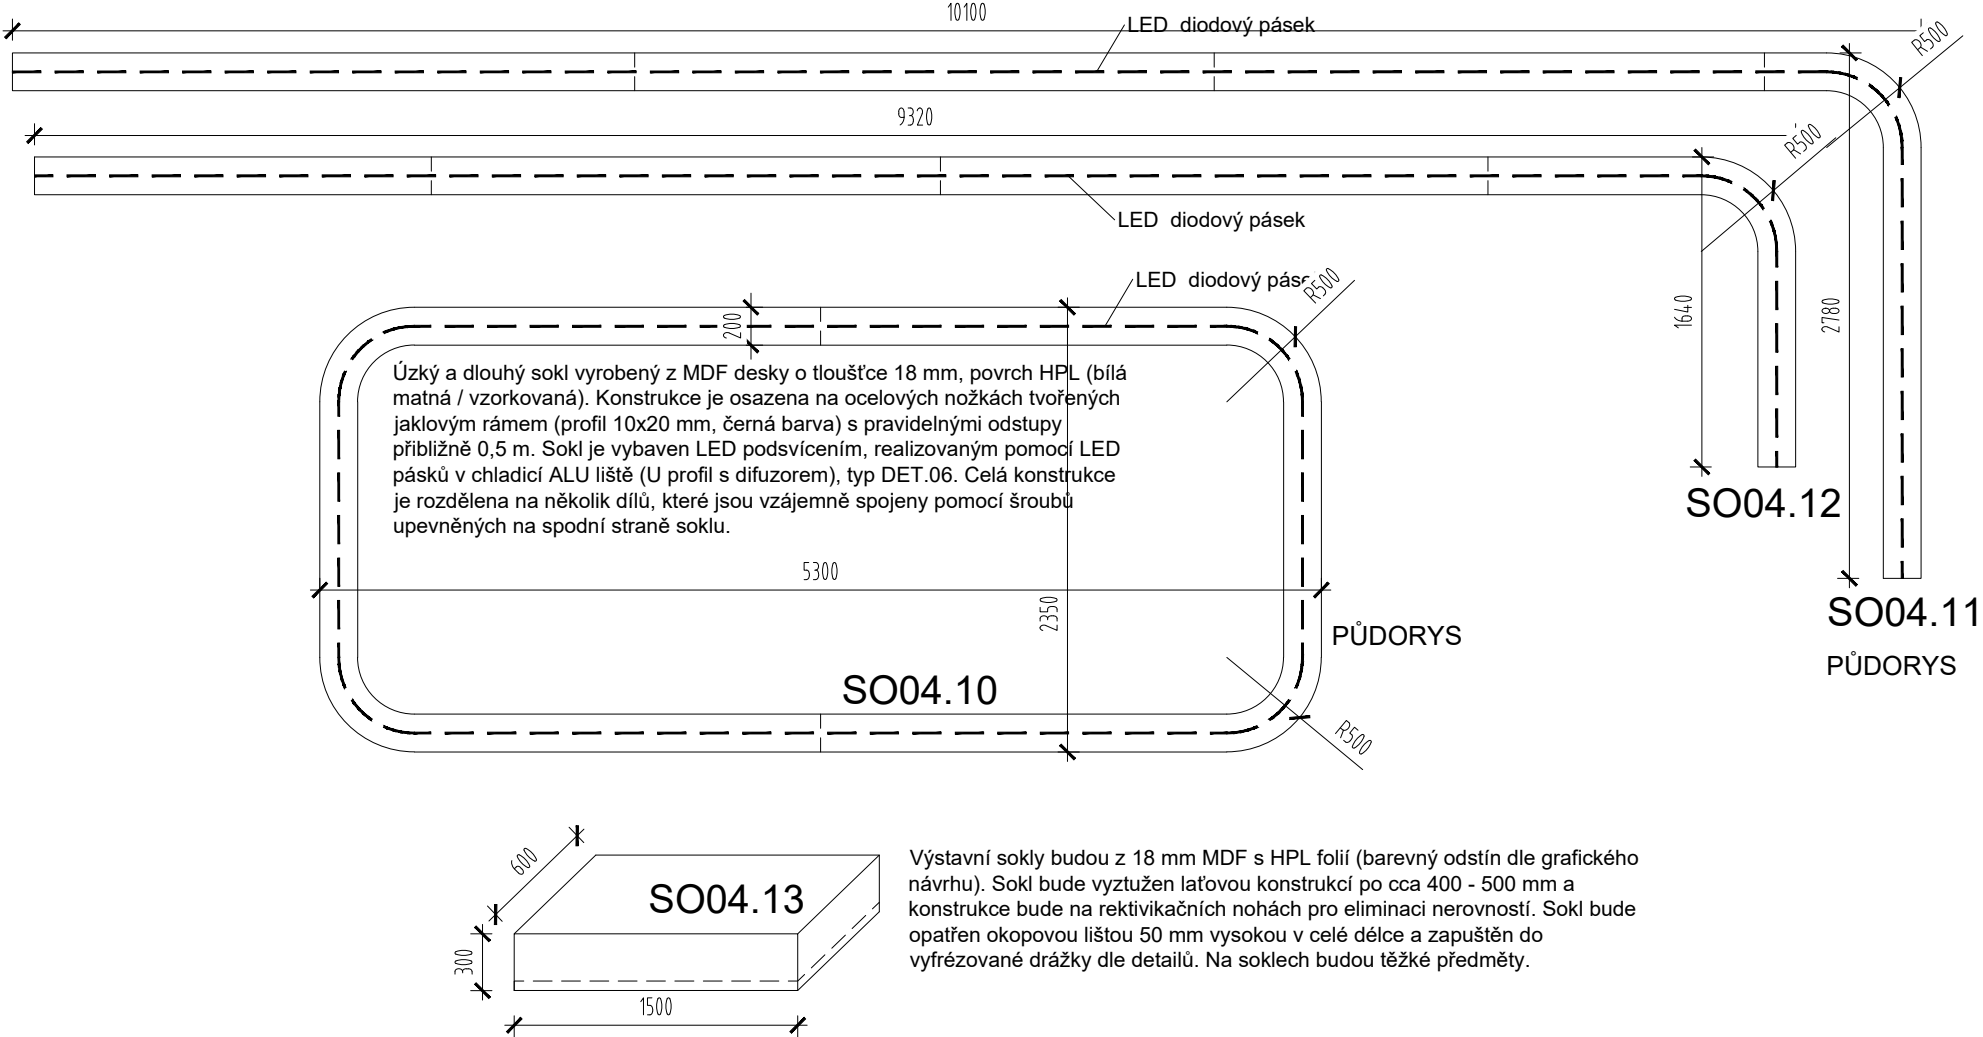 10100
LED diodový pásek
R500
9320
R500
LED diodový pásek
LED diodový páse
R500
200
1640
2780
Úzký a dlouhý sokl vyrobený z MDF desky o tloušťce 18 mm, povrch HPL (bílá
matná / vzorkovaná). Konstrukce je osazena na ocelových nožkách tvořených
jaklovým rámem (profil 10x20 mm, černá barva) s pravidelnými odstupy
přibližně 0,5 m. Sokl je vybaven LED podsvícením, realizovaným pomocí LED
pásků v chladicí ALU liště (U profil s difuzorem), typ DET.06. Celá konstrukce
je rozdělena na několik dílů, které jsou vzájemně spojeny pomocí šroubů
upevněných na spodní straně soklu.
SO04.12
5300
2350
SO04.11
PŮDORYS
PŮDORYS
SO04.10
R500
600
SO04.13
300
1500
Výstavní sokly budou z 18 mm MDF s HPL folií (barevný odstín dle grafického
návrhu). Sokl bude vyztužen laťovou konstrukcí po cca 400 - 500 mm a
konstrukce bude na rektivikačních nohách pro eliminaci nerovností. Sokl bude
opatřen okopovou lištou 50 mm vysokou v celé délce a zapuštěn do
vyfrézované drážky dle detailů. Na soklech budou těžké předměty.